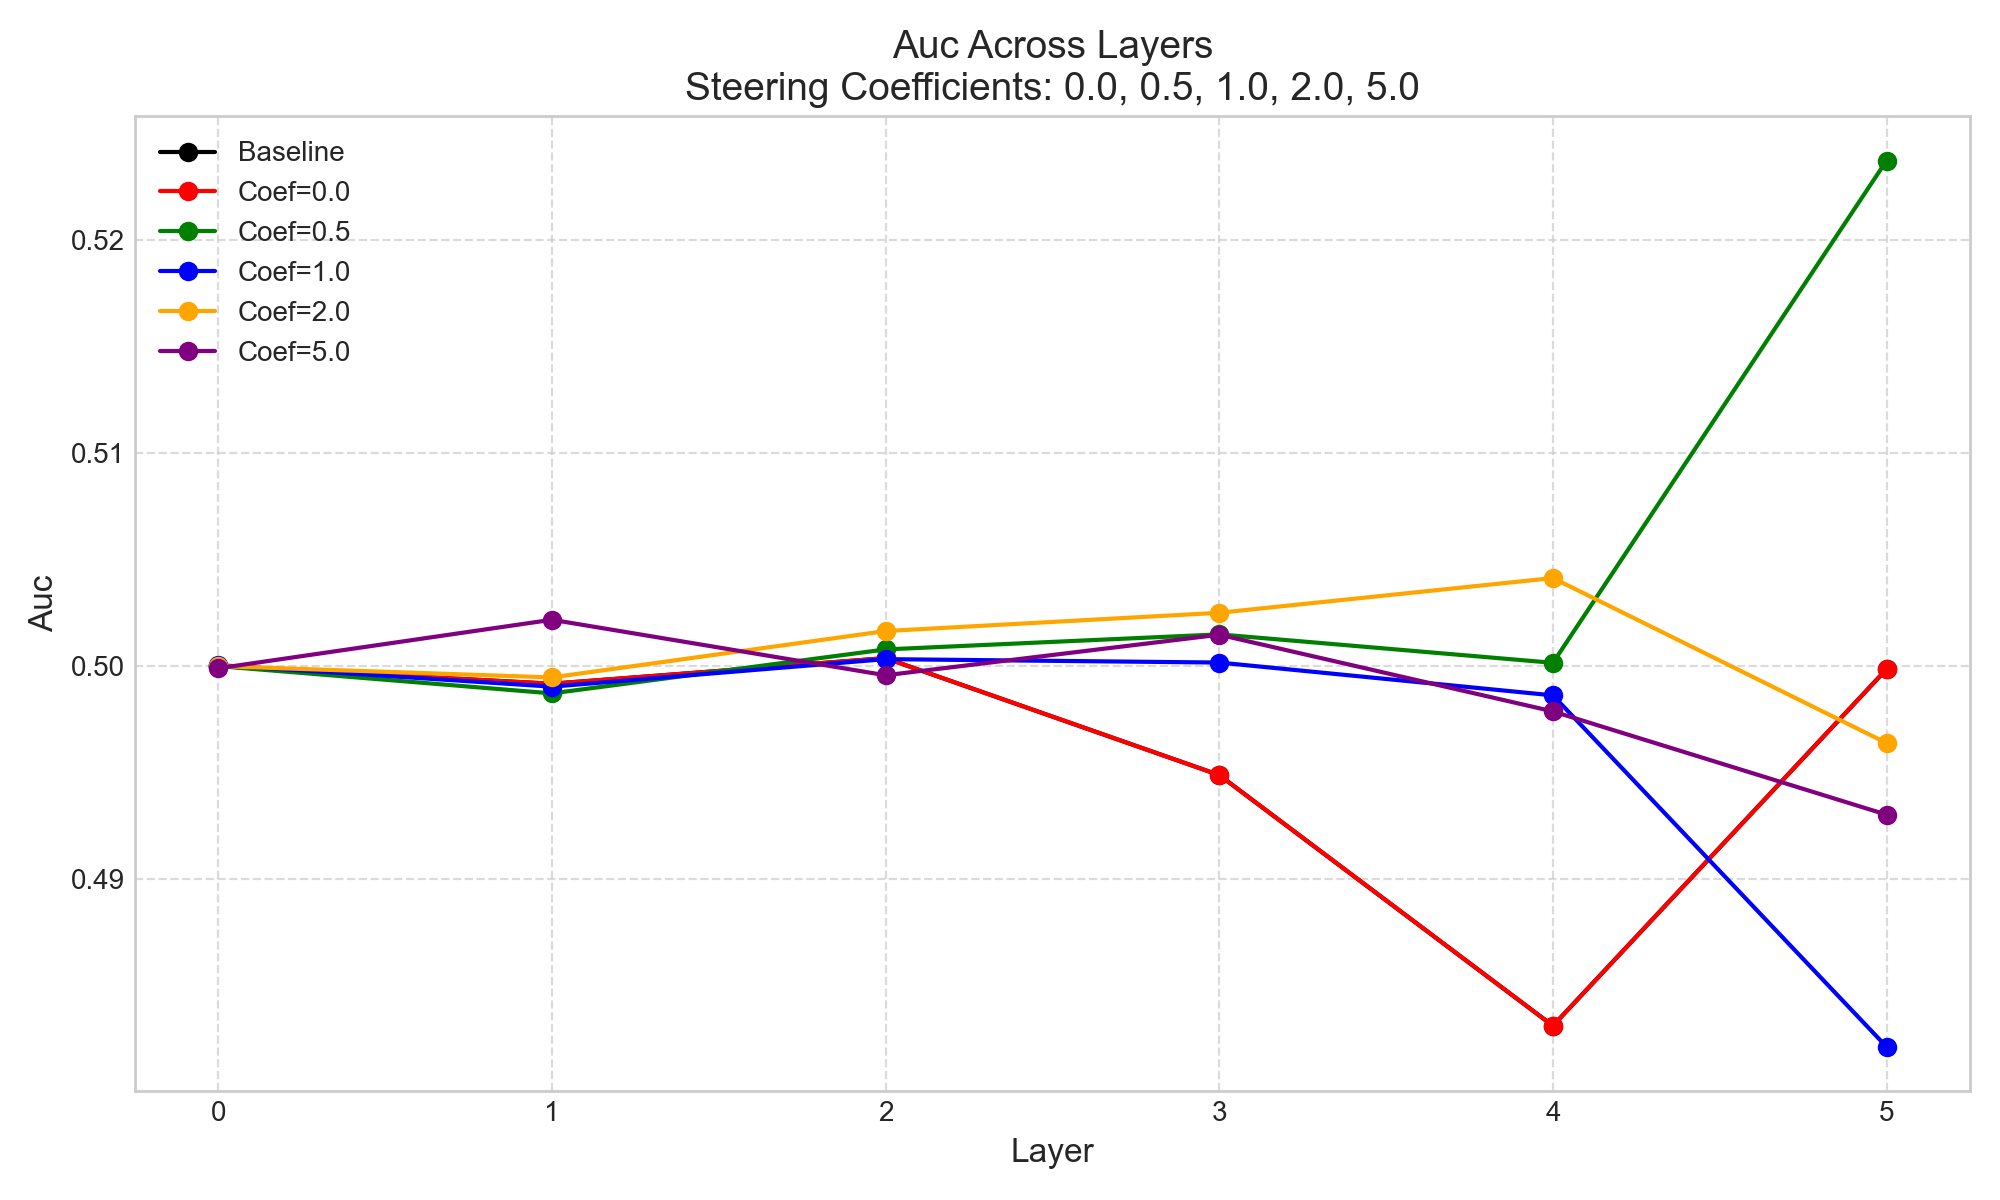 Auc Across Layers
Steering Coefficients: 0.0, 0.5, 1.0, 2.0, 5.0
Baseline
Coef=0.0
Coef=0.5
Coef=1.0
Coef=2.0
Coef=5.0
0.52
0.51
0.50
0.49
Auc
0 1 2 3 4 5
Layer